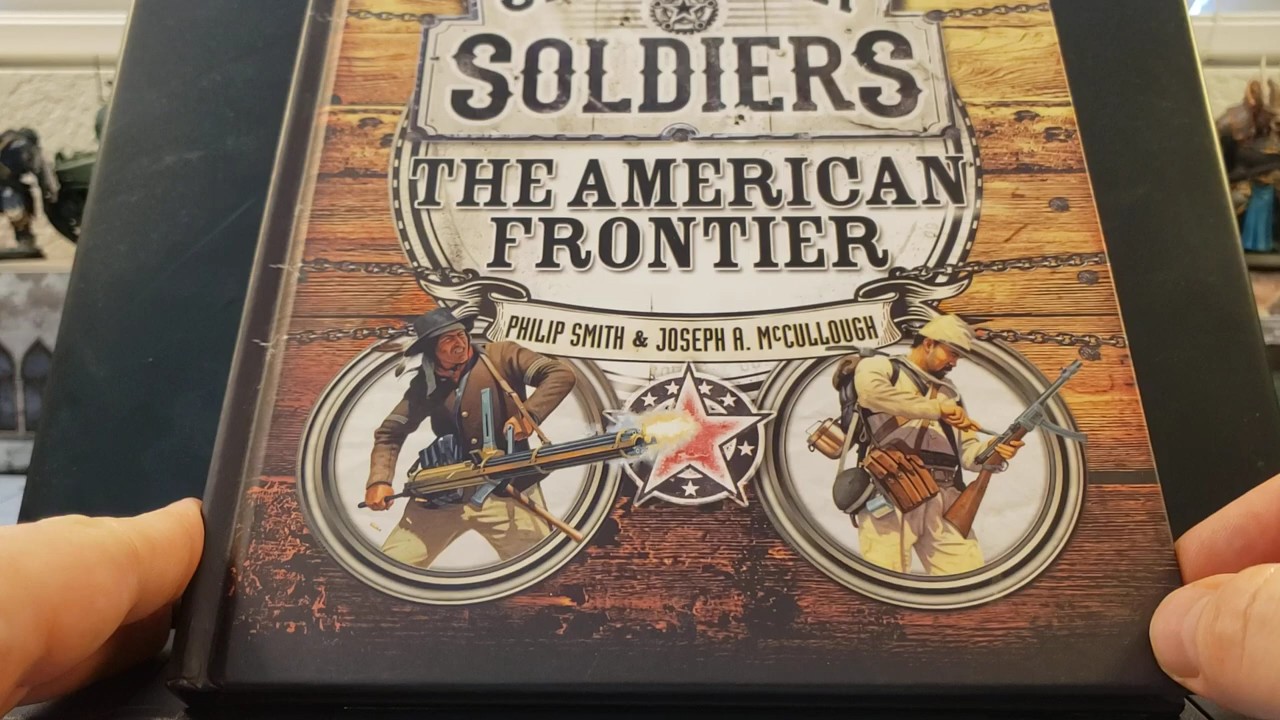 SOLDIERS
THE AMERICAN
FRONTIER
PHILIP SMITH & JOSEPH A. McCULLOUGH